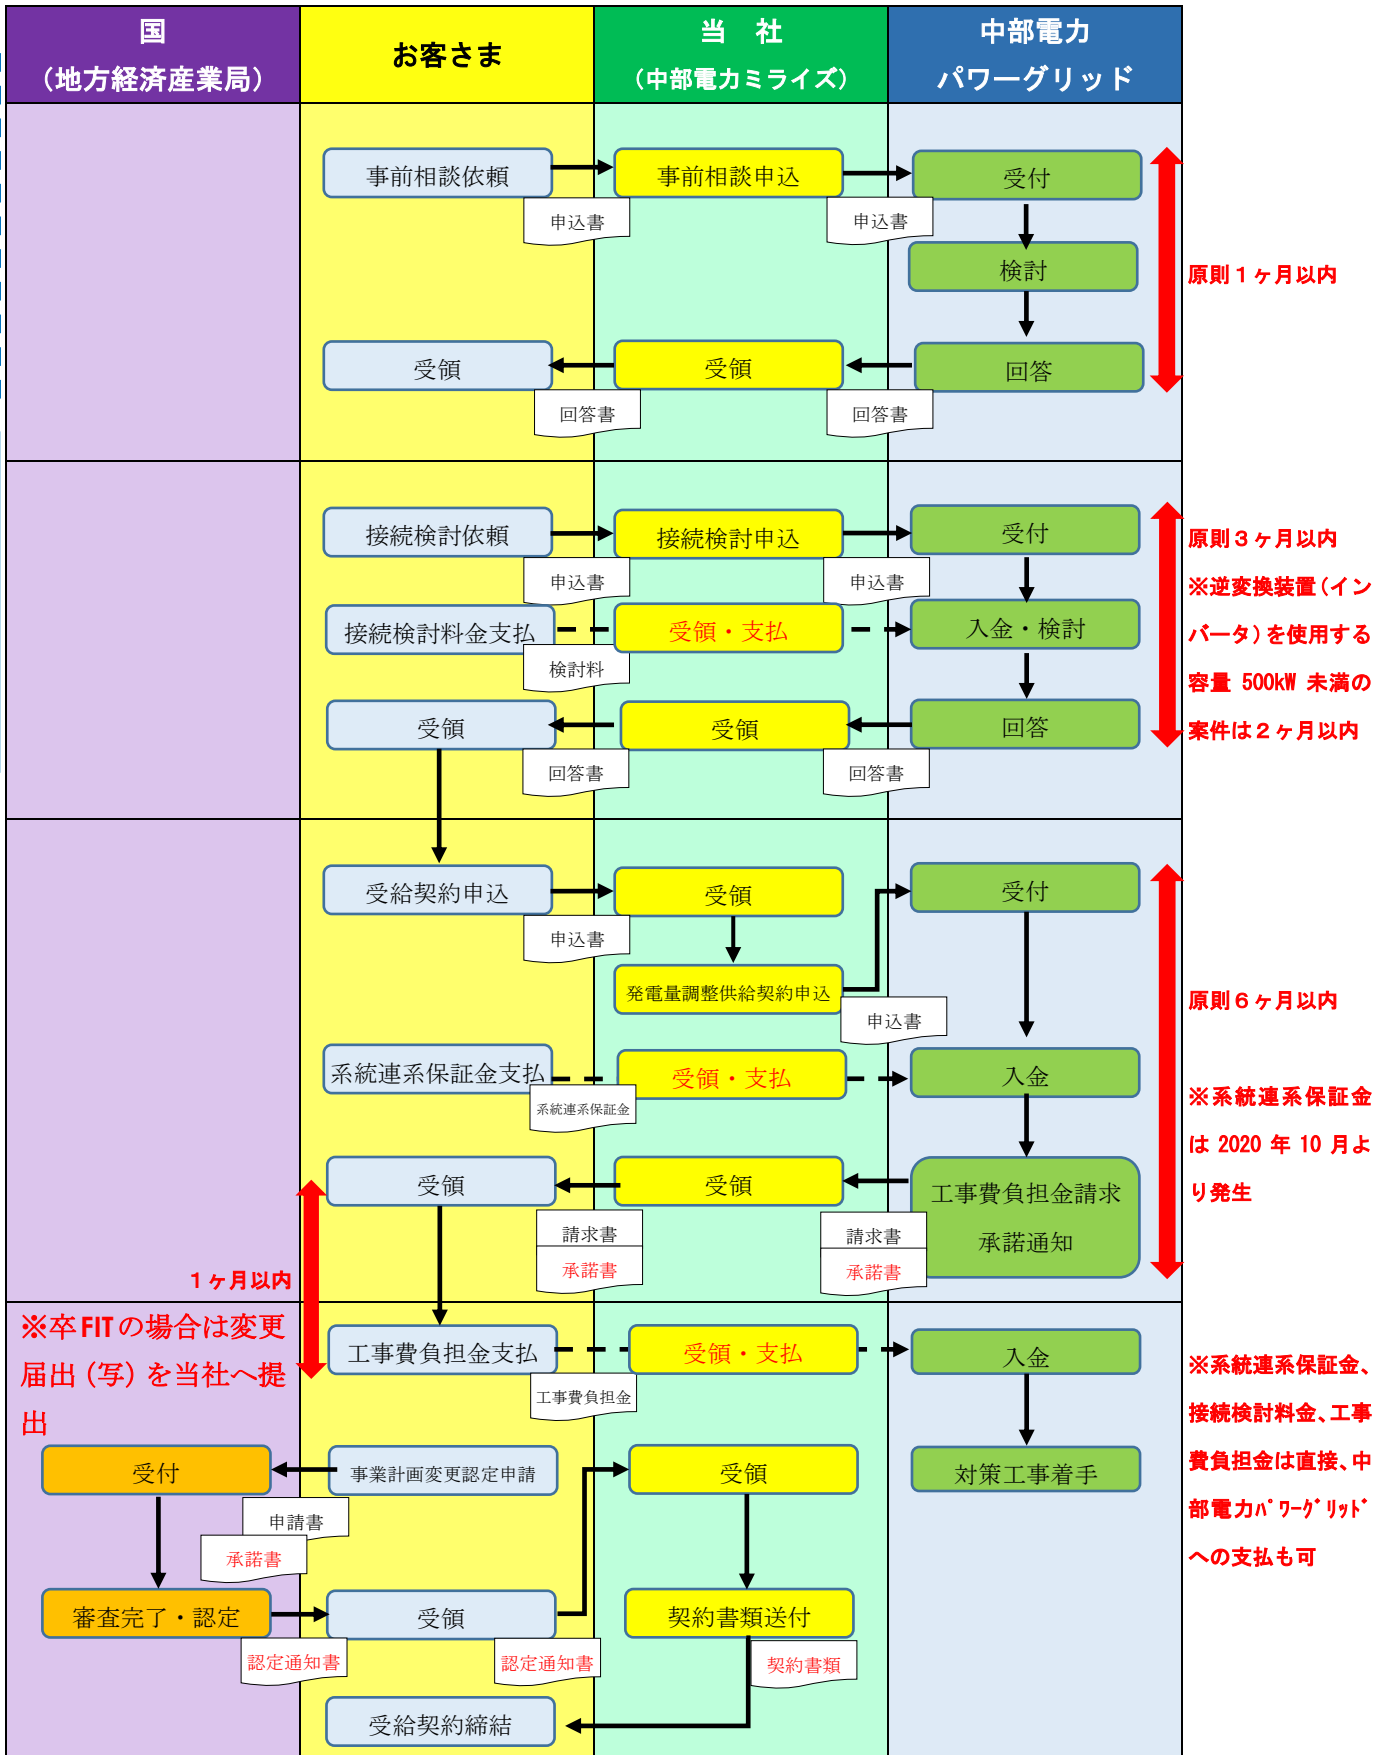 国
（地方経済産業局）
お客さま
当　社
（中部電力ミライズ）
中部電力
パワーグリッド
事前相談依頼
事前相談申込
受付
申込書
申込書
検討
原則１ヶ月以内
受領
受領
回答
回答書
回答書
接続検討依頼
接続検討申込
受付
申込書
申込書
接続検討料金支払
受領・支払
入金・検討
検討料
受領
受領
回答
回答書
回答書
原則３ヶ月以内
※逆変換装置（イン
バータ）を使用する
容量 500kW 未満の
案件は２ヶ月以内
受給契約申込
受領
受付
申込書
発電量調整供給契約申込
申込書
系統連系保証金支払
受領・支払
入金
系統連系保証金
受領
受領
工事費負担金請求
承諾通知
請求書
承諾書
請求書
承諾書
原則６ヶ月以内
※系統連系保証金
は 2020 年 10 月よ
り発生
１ヶ月以内
※卒FITの場合は変更
届出（写）を当社へ提
出
工事費負担金支払
受領・支払
入金
工事費負担金
受付
事業計画変更認定申請
受領
対策工事着手
申請書
承諾書
審査完了・認定
受領
契約書類送付
認定通知書
認定通知書
契約書類
受給契約締結
※系統連系保証金、
接続検討料金、工事
費負担金は直接、中
部電力ﾊﾟﾜｰｸﾞﾘｯﾄﾞ
への支払も可